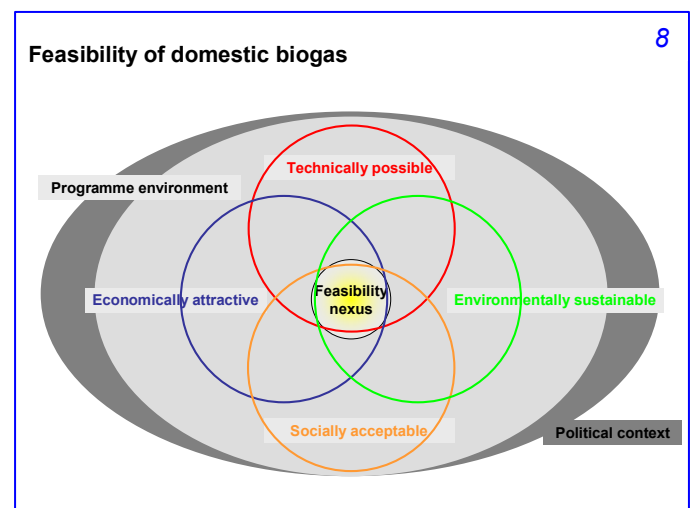 8
Feasibility of domestic biogas
Technically possible
Programme environment
Economically attractive
Feasibility
nexus
Environmentally sustainable
Socially acceptable
Political context